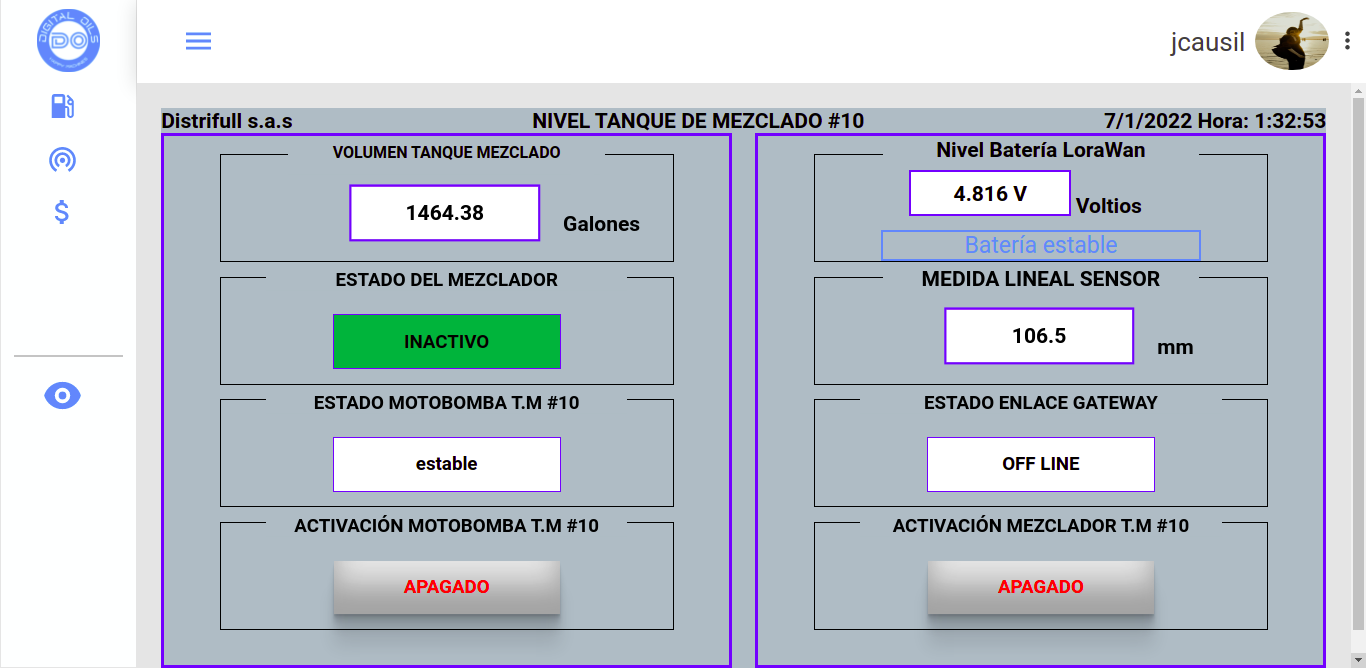 DIGITAL OILS
DO
jcausil
Distrifull s.a.s
NIVEL TANQUE DE MEZCLADO #10
7/1/2022 Hora: 1:32:53
VOLUMEN TANQUE MEZCLADO
1464.38
Galones
ESTADO DEL MEZCLADOR
INACTIVO
ESTADO MOTOBOMBA T.M #10
estable
ACTIVACIÓN MOTOBOMBA T.M #10
APAGADO
Nivel Batería LoraWan
4.816 V
Voltios
Batería estable
MEDIDA LINEAL SENSOR
106.5
mm
ESTADO ENLACE GATEWAY
OFF LINE
ACTIVACIÓN MEZCLADOR T.M #10
APAGADO